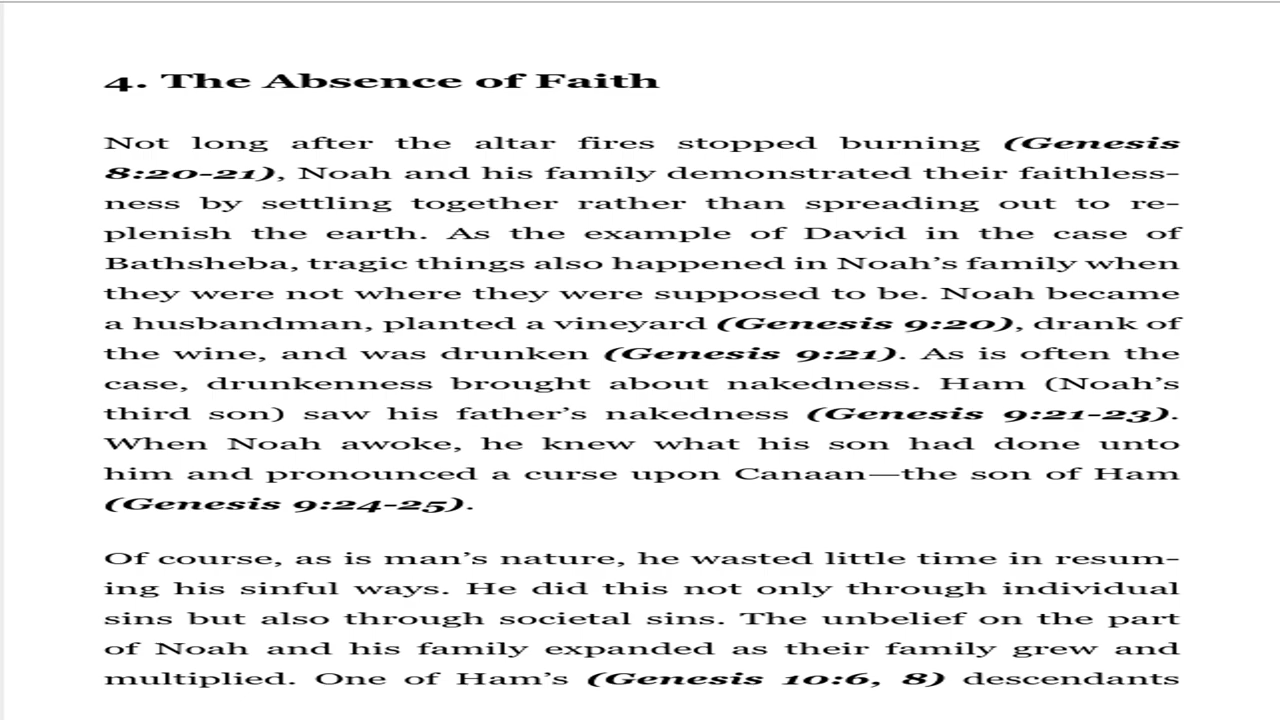 4. The Absence of Faith
Not long after the altar fires stopped burning (Genesis
8:20-21), Noah and his family demonstrated their faithless-
ness by settling together rather than spreading out to re-
plenish the earth. As the example of David in the case of
Bathsheba, tragic things also happened in Noah’s family when
they were not where they were supposed to be. Noah became
a husbandman, planted a vineyard (Genesis 9:20), drank of
the wine, and was drunken (Genesis 9:21). As is often the
case, drunkenness brought about nakedness. Ham (Noah’s
third son) saw his father’s nakedness (Genesis 9:21-23).
When Noah awoke, he knew what his son had done unto
him and pronounced a curse upon Canaan—the son of Ham
(Genesis 9:24-25).
Of course, as is man’s nature, he wasted little time in resum-
ing his sinful ways. He did this not only through individual
sins but also through societal sins. The unbelief on the part
of Noah and his family expanded as their family grew and
multiplied. One of Ham’s (Genesis 10:6, 8) descendants